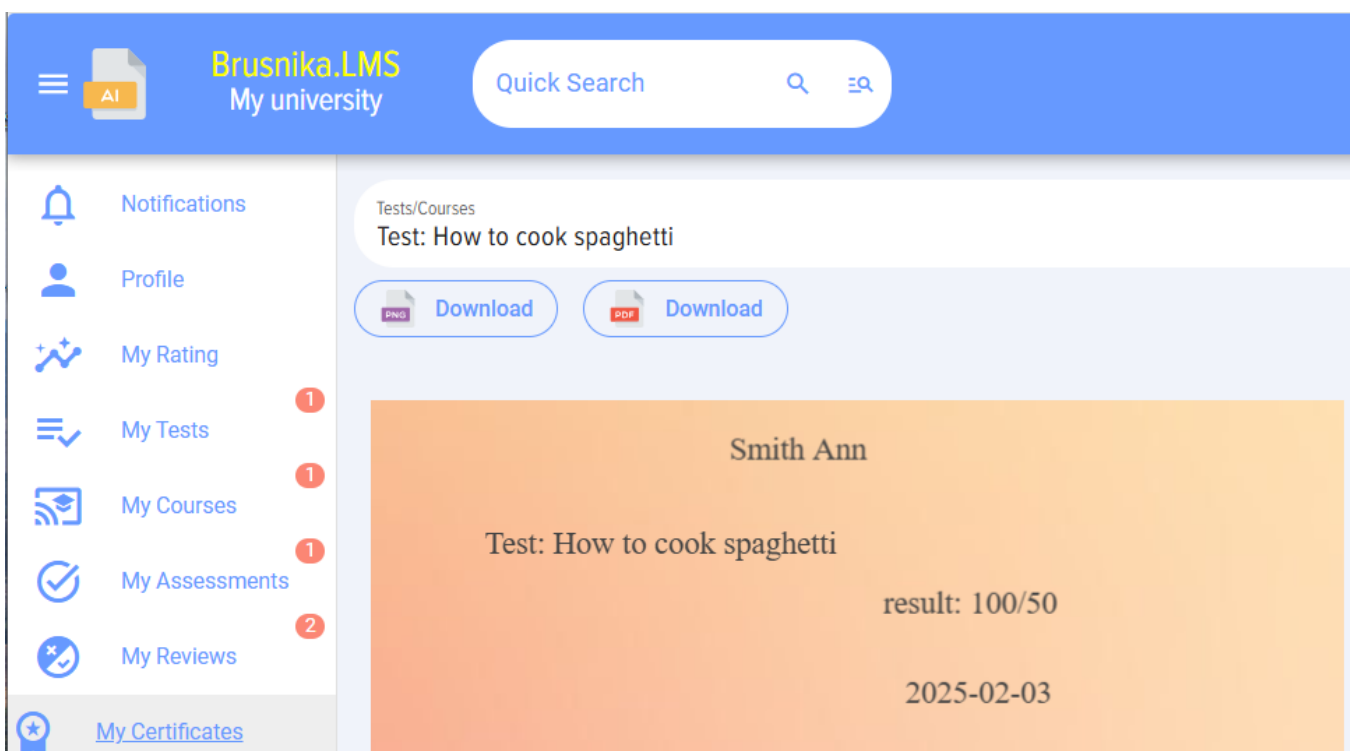 Brusnika.LMS
My university
AI
Quick Search
Notifications
Profile
My Rating
1
My Tests
1
My Courses
1
My Assessments
2
My Reviews
My Certificates
Tests/Courses
Test: How to cook spaghetti
PNG Download
PDF Download
Smith Ann
Test: How to cook spaghetti
result: 100/50
2025-02-03